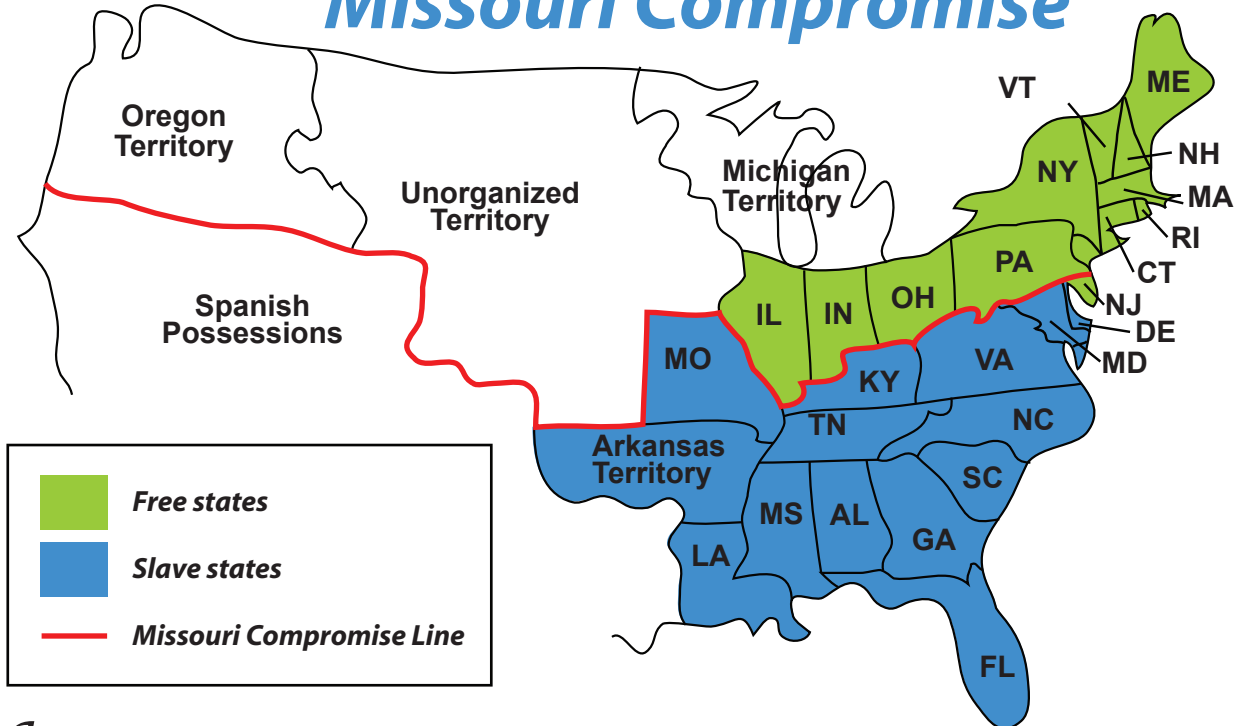 Missouri Compromise
VT
ME
Oregon
Territory
NH
NY
Michigan
Territory
Unorganized
Territory
MA
RI
PA
CT
Spanish
Possessions
IL
IN
OH
NJ
DE
MO
VA
MD
KY
TN
NC
Arkansas
Territory
SC
MS
AL
GA
LA
FL
Free states
Slave states
Missouri Compromise Line